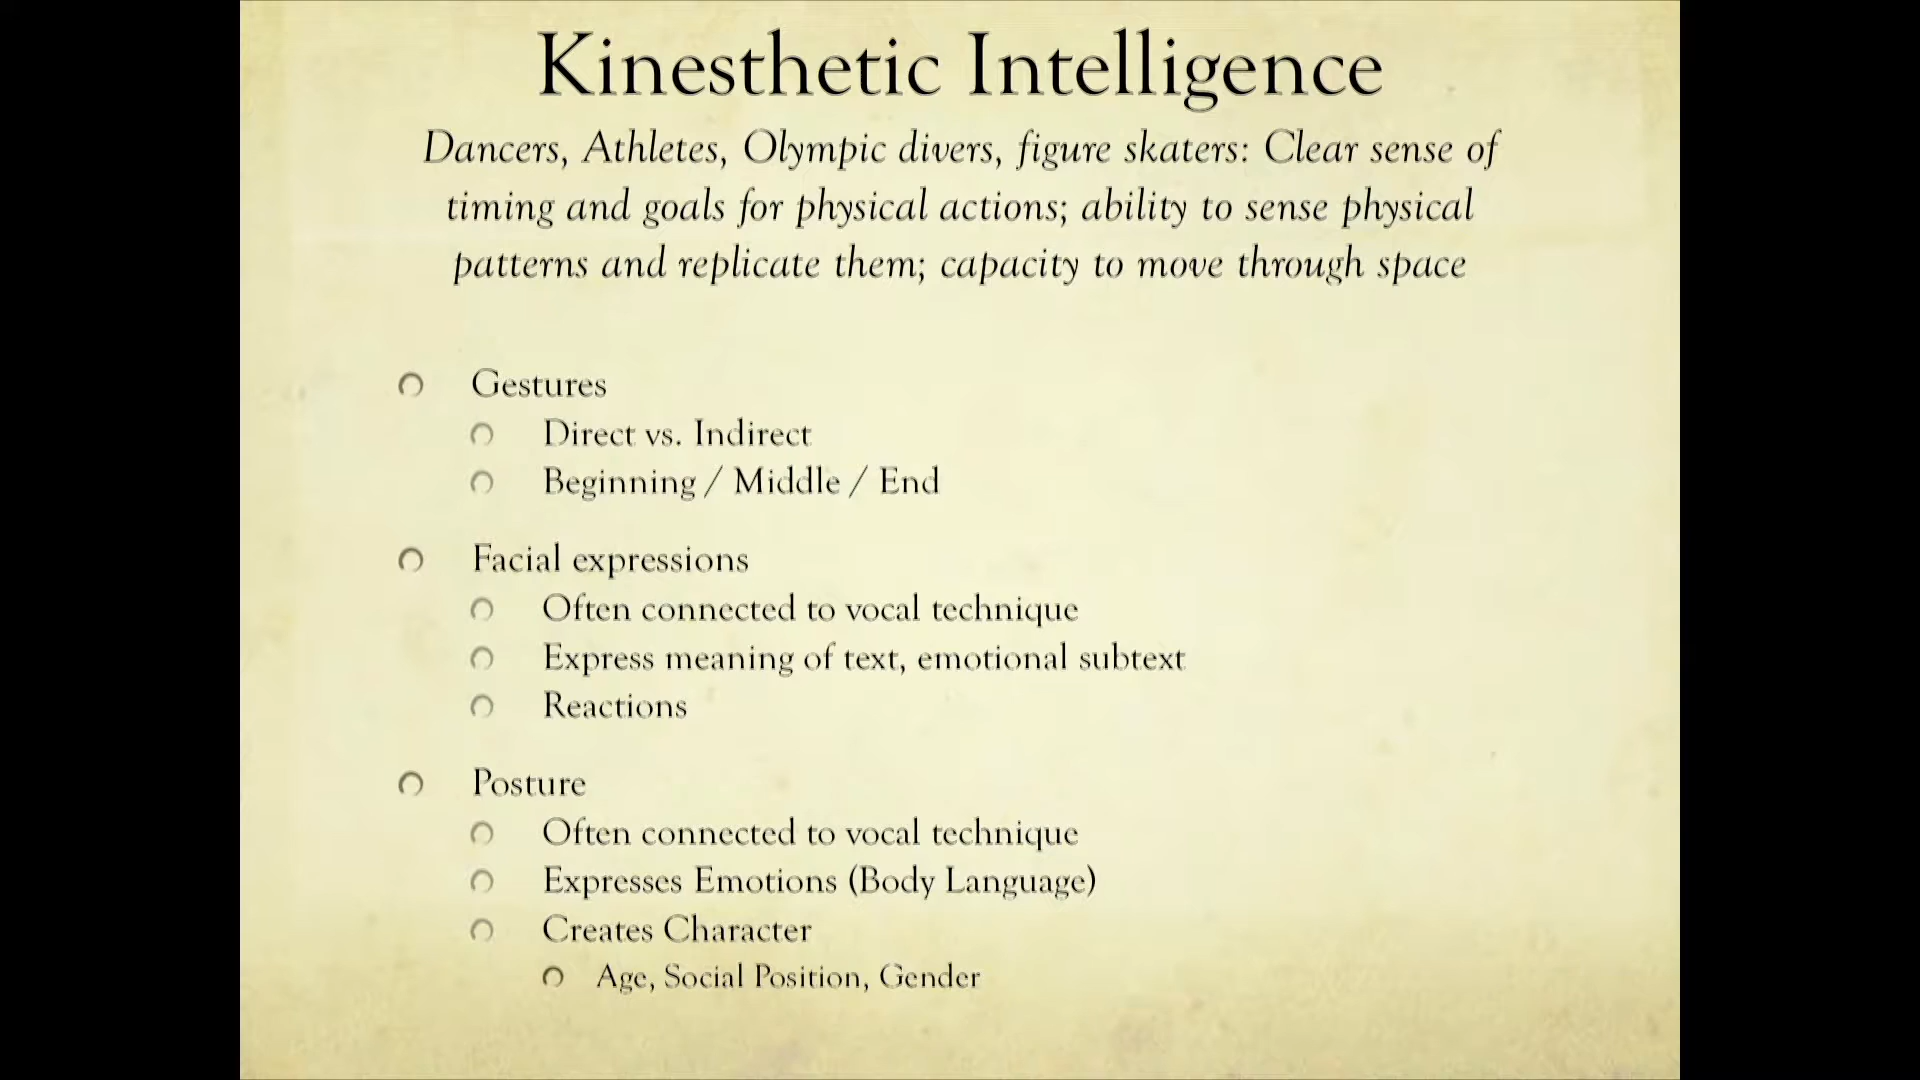 Kinesthetic Intelligence
Dancers, Athletes, Olympic divers, figure skaters: Clear sense of
timing and goals for physical actions; ability to sense physical
patterns and replicate them; capacity to move through space
Gestures
Direct vs. Indirect
Beginning / Middle / End
Facial expressions
Often connected to vocal technique
Express meaning of text, emotional subtext
Reactions
Posture
Often connected to vocal technique
Expresses Emotions (Body Language)
Creates Character
Age, Social Position, Gender